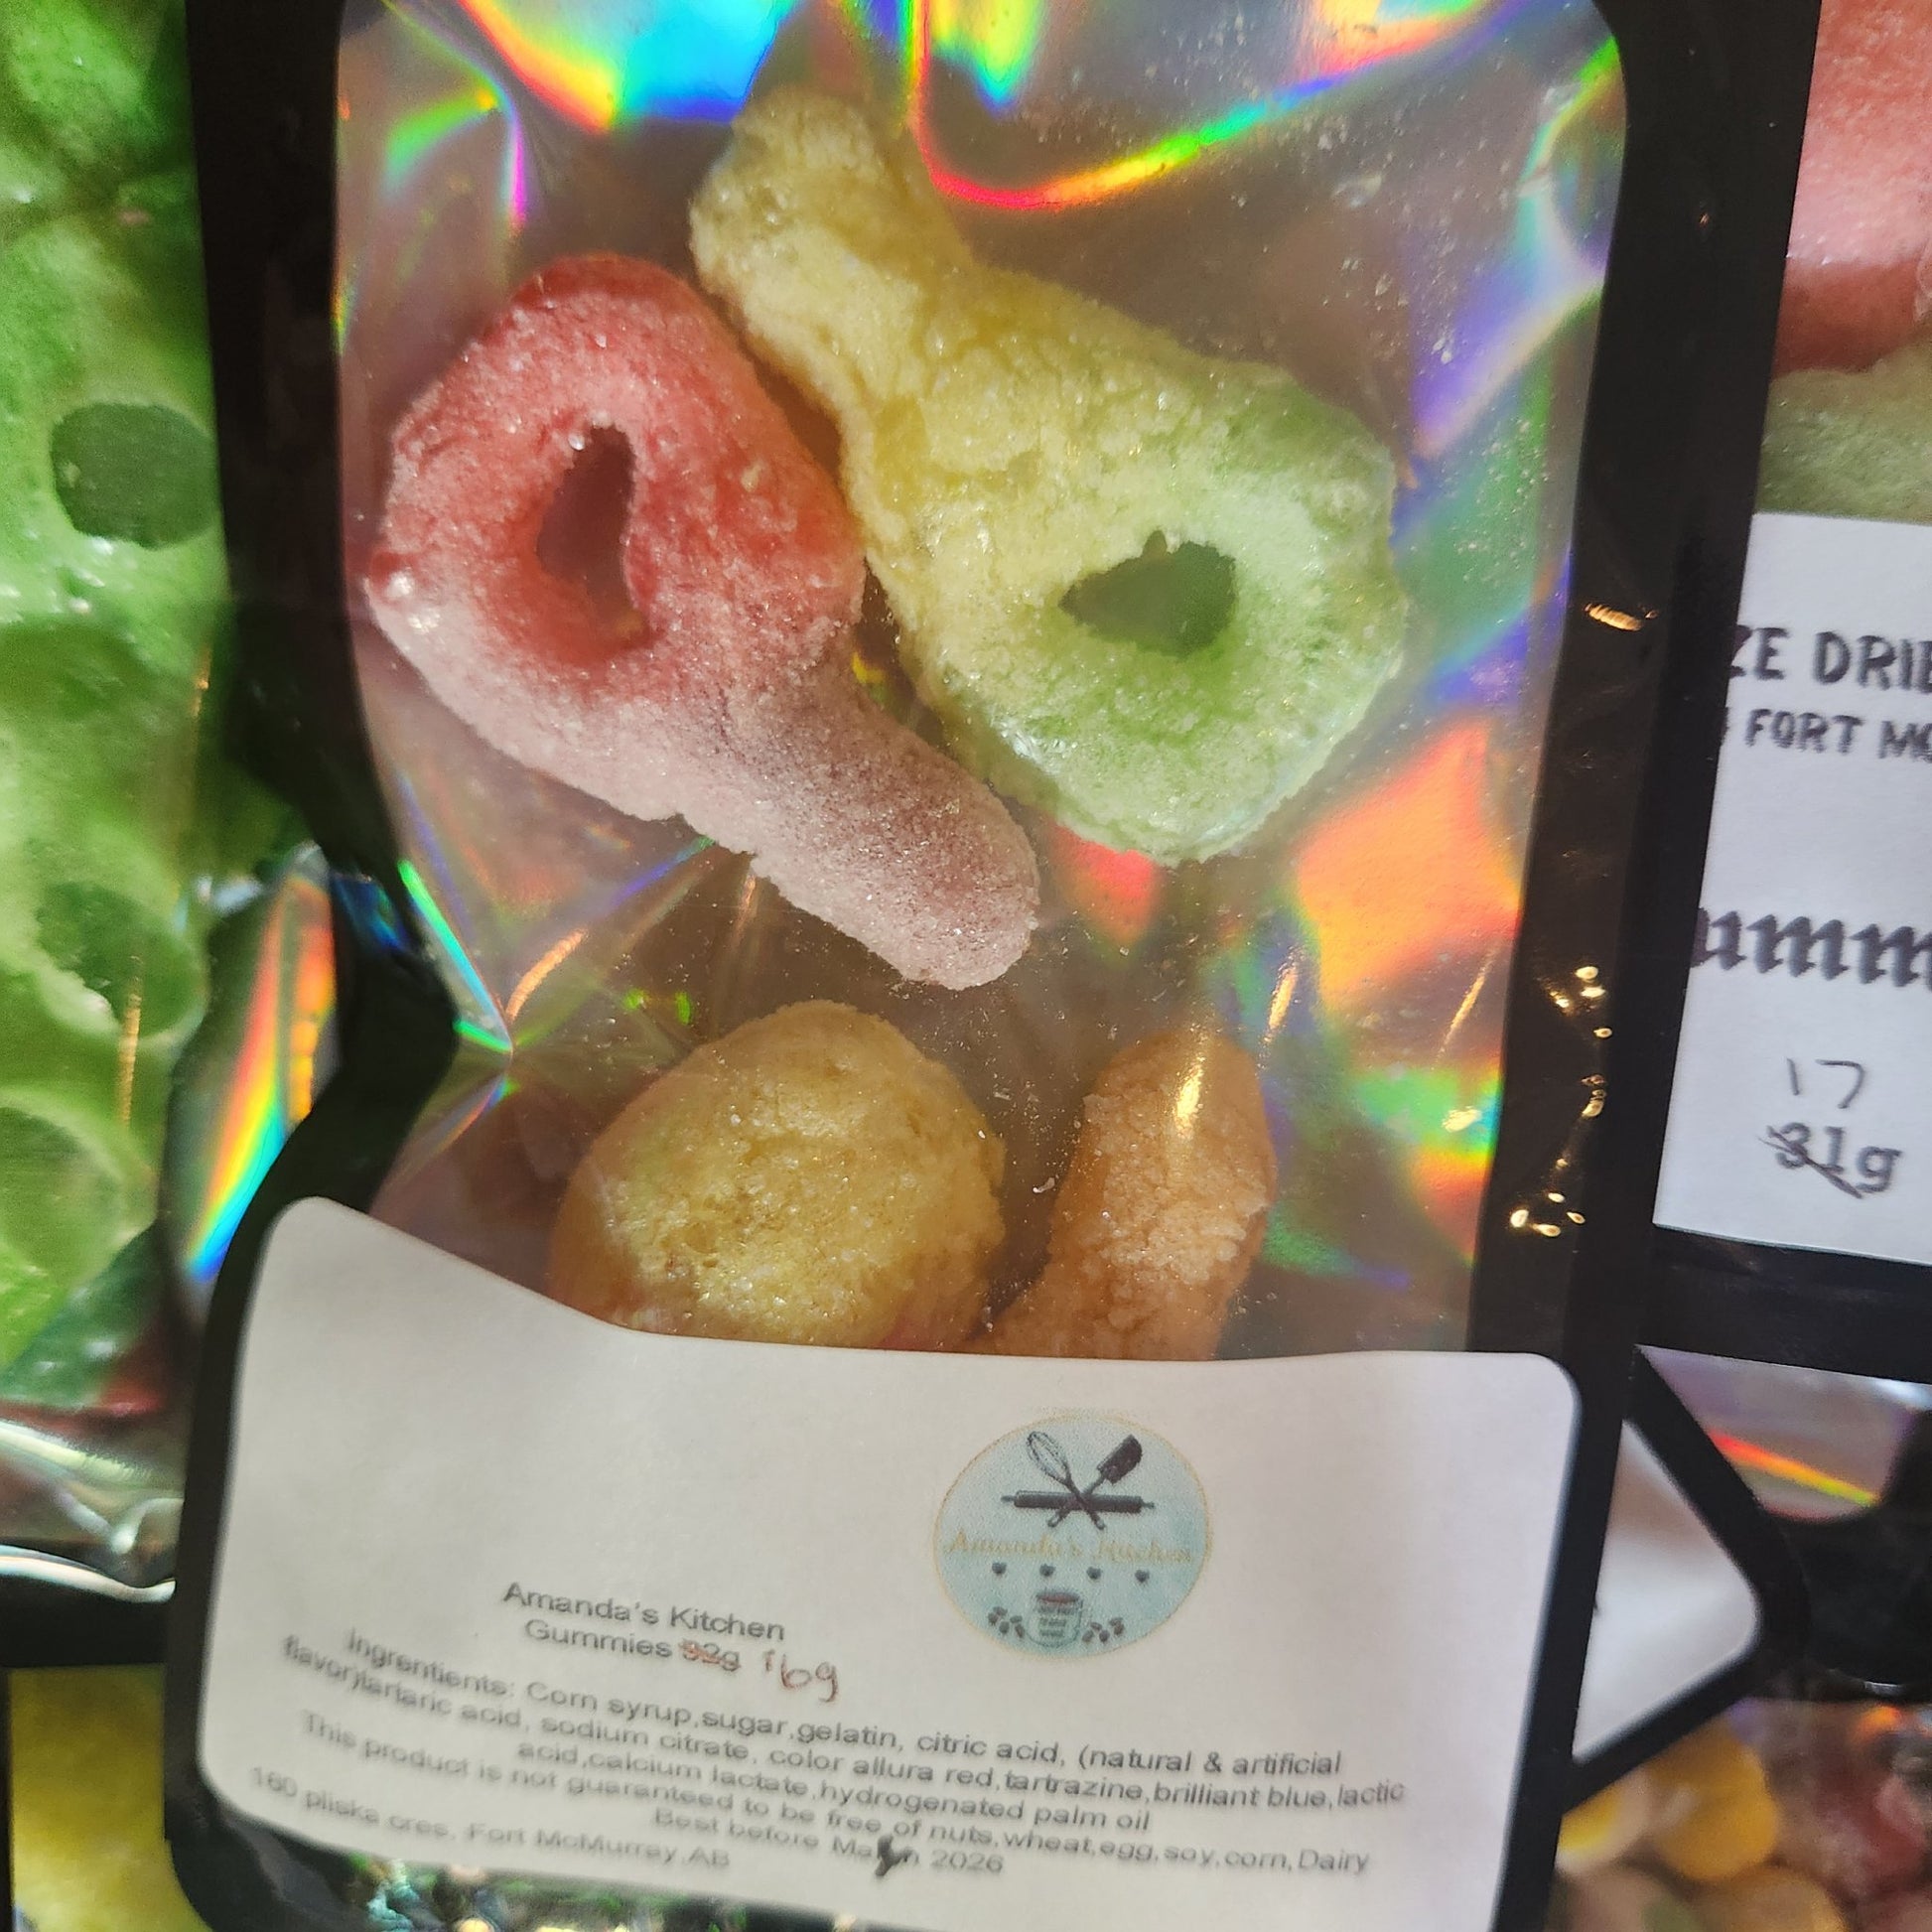 ZE DRIE
FORT MC
umm
17
31g
Amanda's Kitchen
Amanda's Kitchen
Gummies 92g 16g
Ingrentients: Corn syrup,sugar,gelatin, citric acid, (natural & artificial
flavor)tartaric acid, sodium citrate, color allura red,tartrazine,brilliant blue,lactic
acid,calcium lactate,hydrogenated palm oil
This product is not guaranteed to be free of nuts,wheat,egg,soy,corn,Dairy
Best before 2026
160 pliska cres, Fort McMurray AB